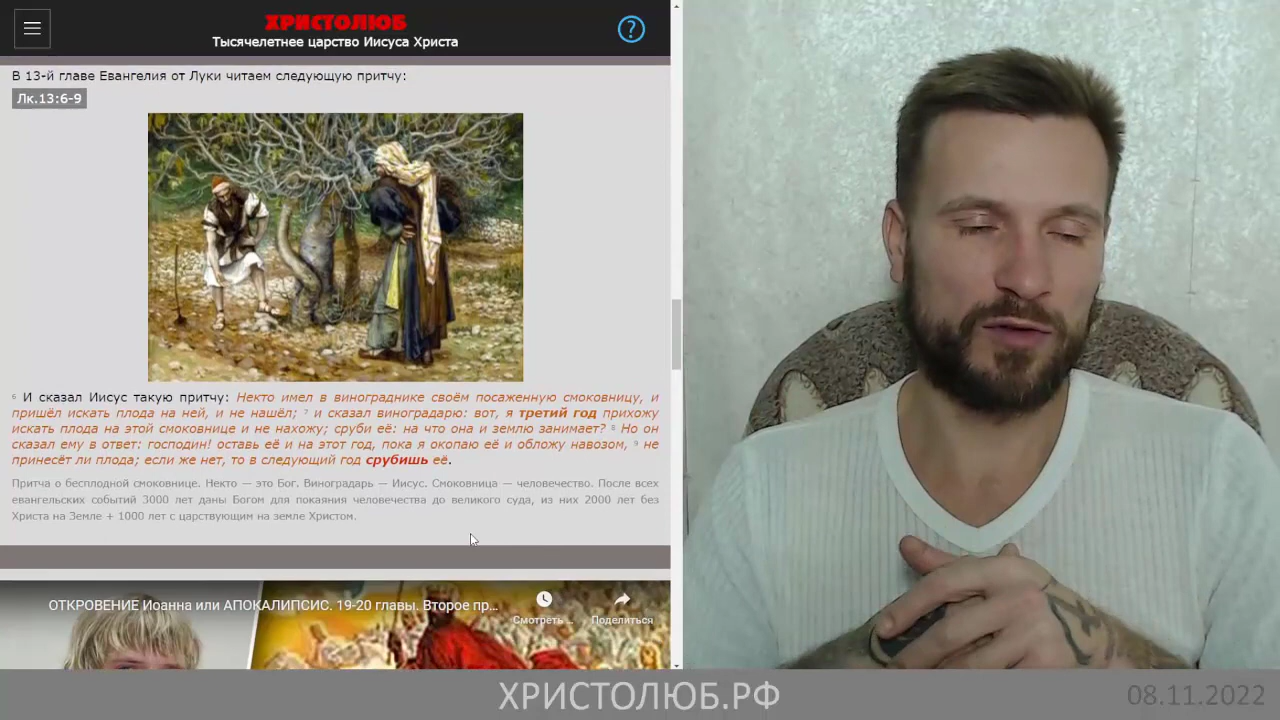 ХРИСТОЛЮБ
Тысячелетнее царство Иисуса Христа
?
В 13-й главе Евангелия от Луки читаем следующую притчу:
Лк.13:6-9
6 И сказал Иисус такую притчу: Некто имел в винограднике своём посаженную смоковницу, и
пришёл искать плода на ней, и не нашёл; 7 и сказал виноградарю: вот, я третий год прихожу
искать плода на этой смоковнице и не нахожу; сруби её: на что она и землю занимает? 8 Но он
сказал ему в ответ: господин! оставь её и на этот год, пока я окопаю её и обложу навозом, 9 не
принесёт ли плода; если же нет, то в следующий год срубишь её.
Притча о бесплодной смоковнице. Некто — это Бог. Виноградарь — Иисус. Смоковница — человечество. После всех
евангельских событий 3000 лет даны Богом для покаяния человечества до великого суда, из них 2000 лет без
Христа на Земле + 1000 лет с царствующим на земле Христом.
ОТКРОВЕНИЕ Иоанна или АПОКАЛИПСИС. 19-20 главы. Второе пр...
Смотреть ...
Поделиться
ХРИСТОЛЮБ.РФ
08.11.2022